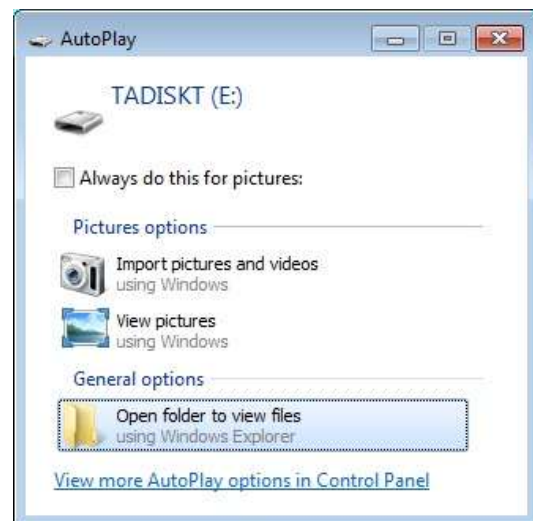 AutoPlay
TADISKT (E:)
Always do this for pictures:
Pictures options
Import pictures and videos
using Windows
View pictures
using Windows
General options
Open folder to view files
using Windows Explorer
View more AutoPlay options in Control Panel